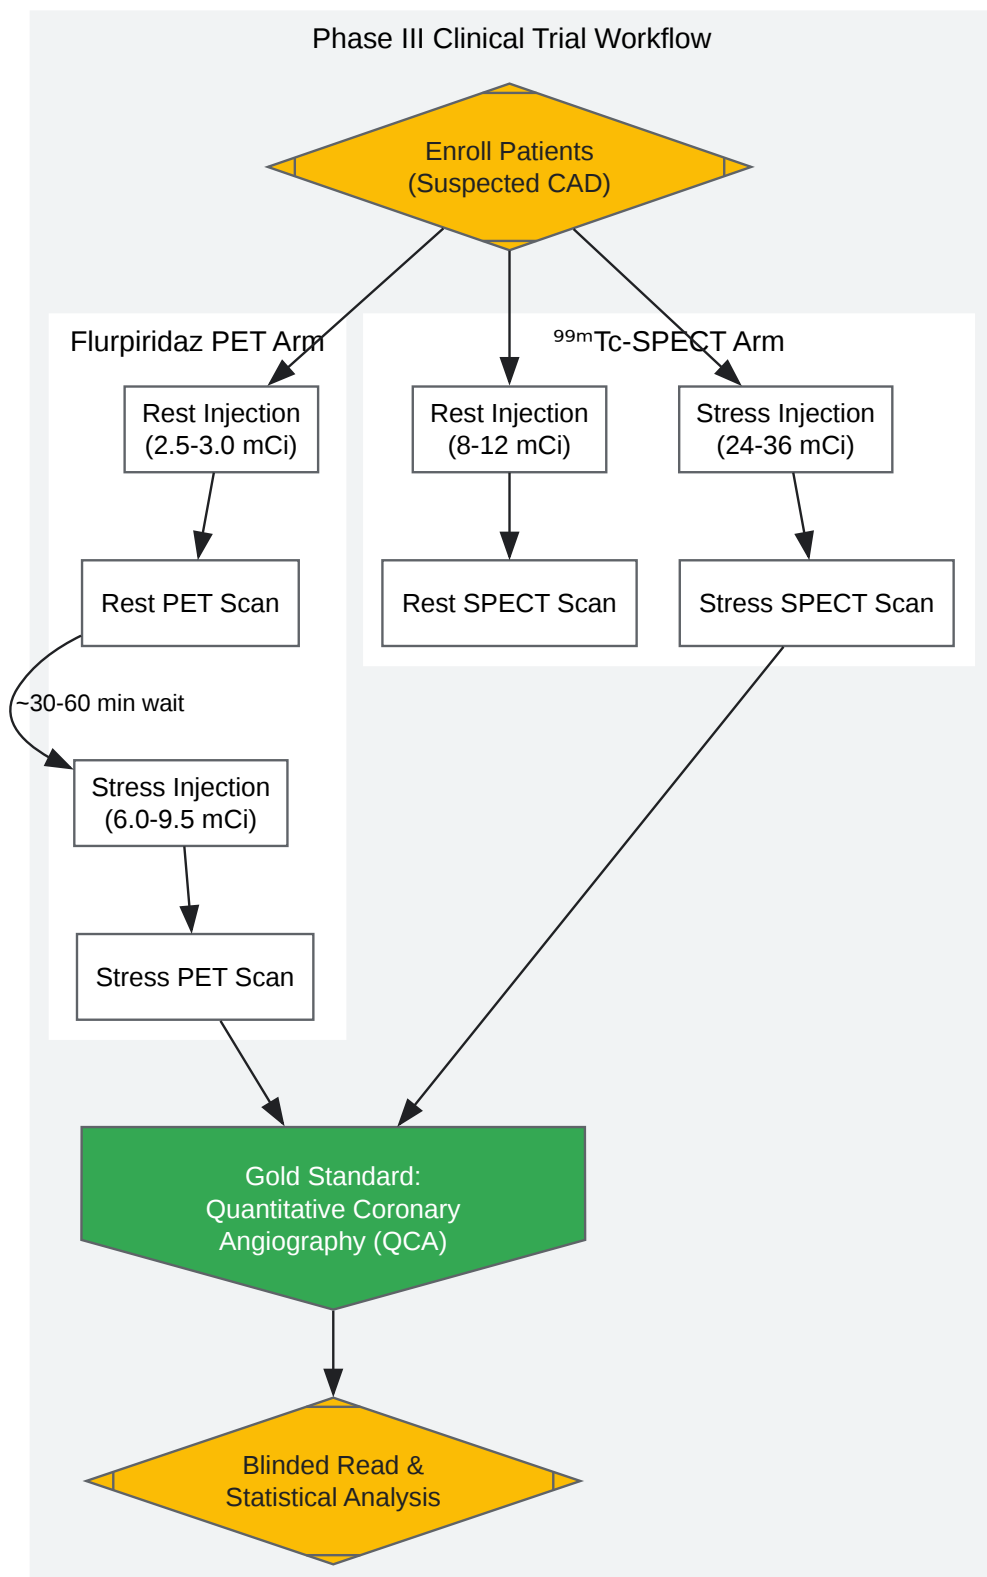 Phase III Clinical Trial Workflow
Enroll Patients
(Suspected CAD)
Flurpiridaz PET Arm
⁹⁹ᵐTc-SPECT Arm
Rest Injection
(2.5-3.0 mCi)
Rest Injection
(8-12 mCi)
Stress Injection
(24-36 mCi)
Rest PET Scan
Rest SPECT Scan
Stress SPECT Scan
~30-60 min wait
Stress Injection
(6.0-9.5 mCi)
Stress PET Scan
Gold Standard:
Quantitative Coronary
Angiography (QCA)
Blinded Read &
Statistical Analysis